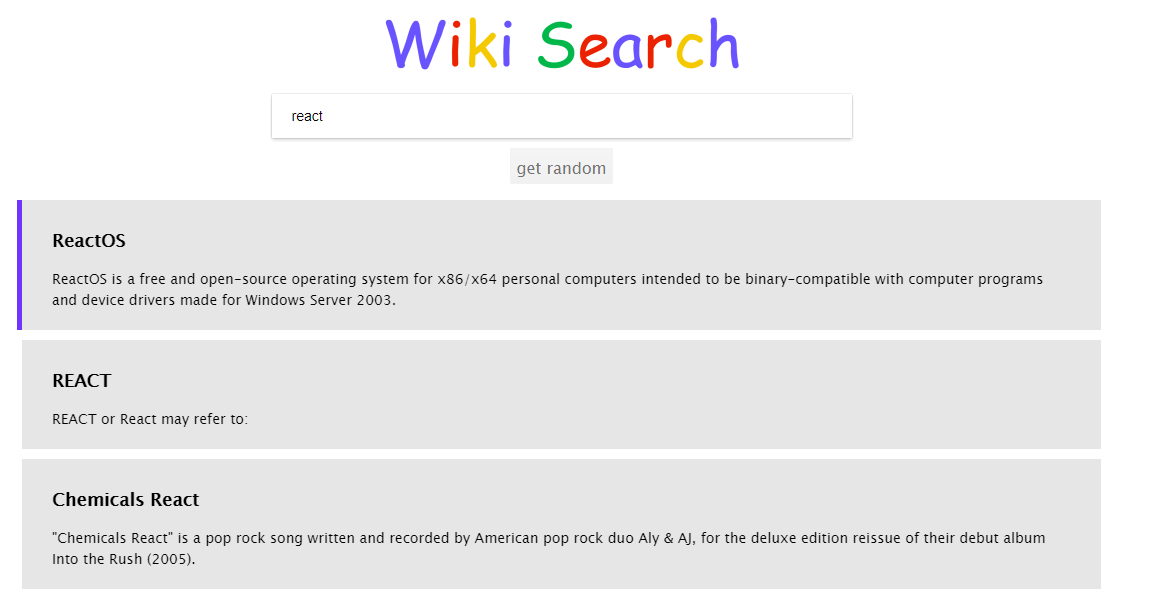 Wiki Search
react
get random
ReactOS
ReactOS is a free and open-source operating system for x86/x64 personal computers intended to be binary-compatible with computer programs
and device drivers made for Windows Server 2003.
REACT
REACT or React may refer to:
Chemicals React
"Chemicals React" is a pop rock song written and recorded by American pop rock duo Aly & AJ, for the deluxe edition reissue of their debut album
Into the Rush (2005).